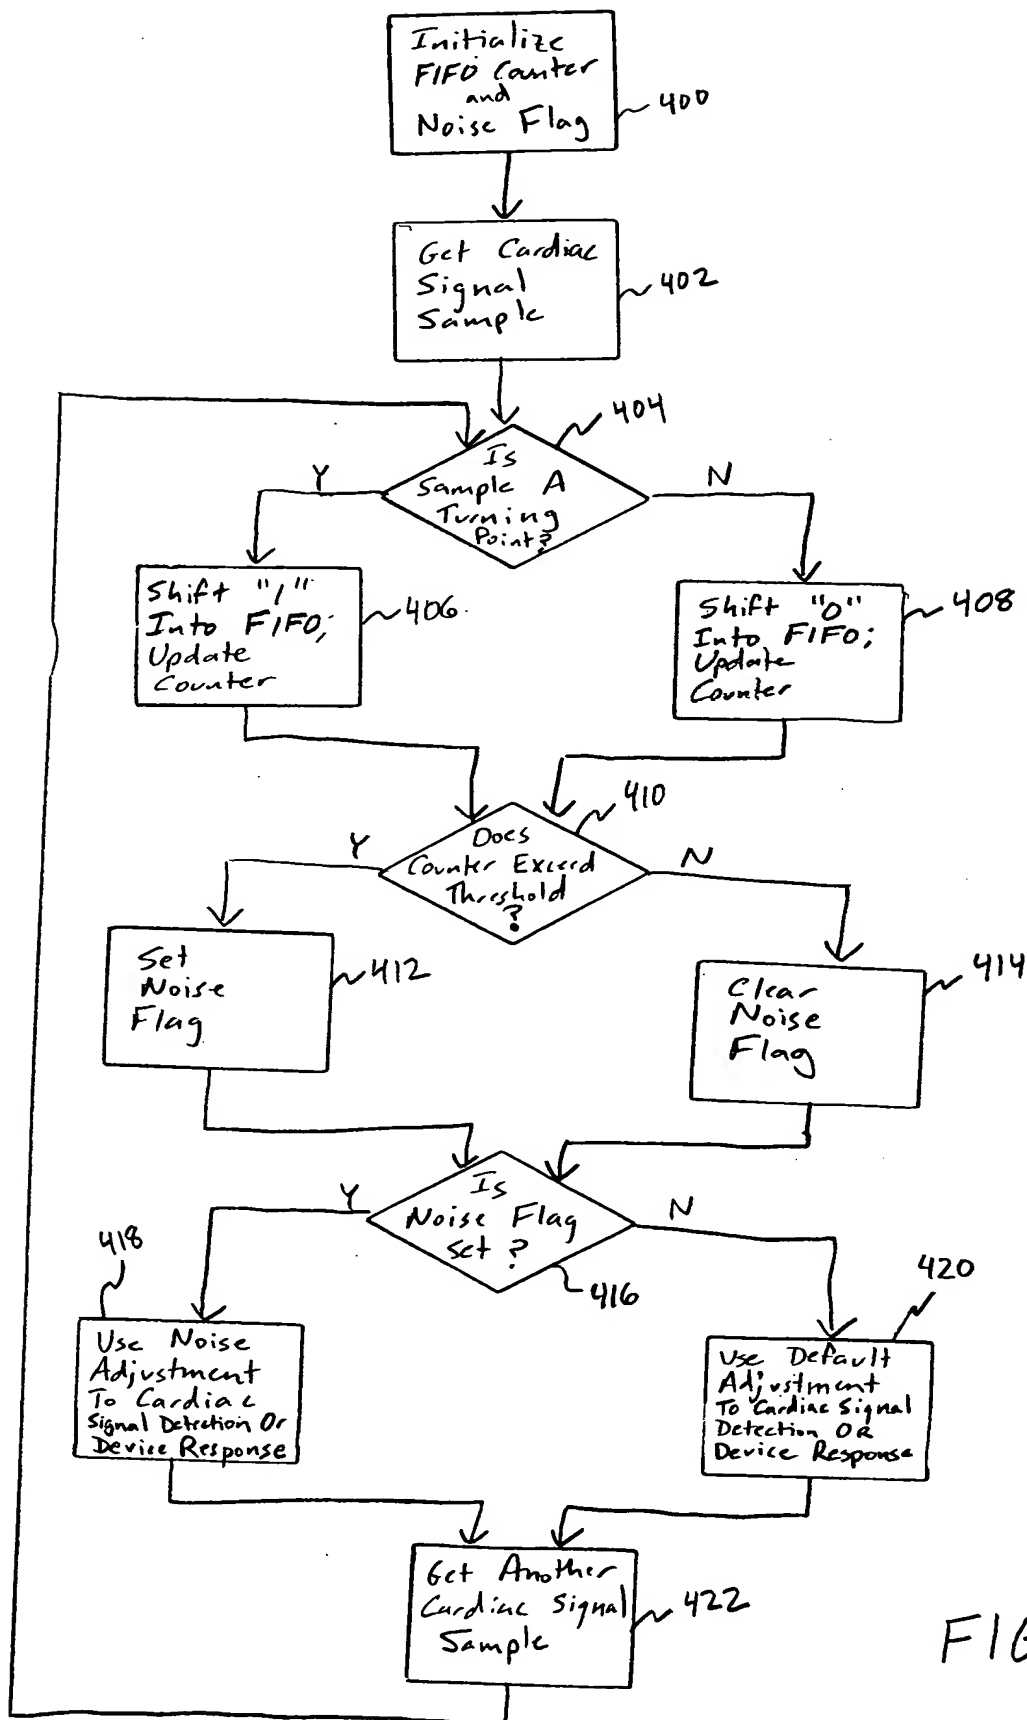 Initialize
FIFO Counter
and
Noise Flag
400
Get Cardiac
Signal
Sample
402
404
Is
Sample A
Turning
Point?
Y
N
Shift "1"
Into FIFO;
Update
Counter
406
Shift "0"
Into FIFO;
Update
Counter
408
410
Does
Counter Exceed
Threshold
?
Y
N
Set
Noise
Flag
412
Clear
Noise
Flag
414
Is
Noise Flag
Set?
Y
N
416
418
Use Noise
Adjustment
To Cardiac
Signal Detection Or
Device Response
420
Use Default
Adjustment
To Cardiac Signal
Detection OR
Device Response
Get Another
Cardiac Signal
Sample
422
FIG